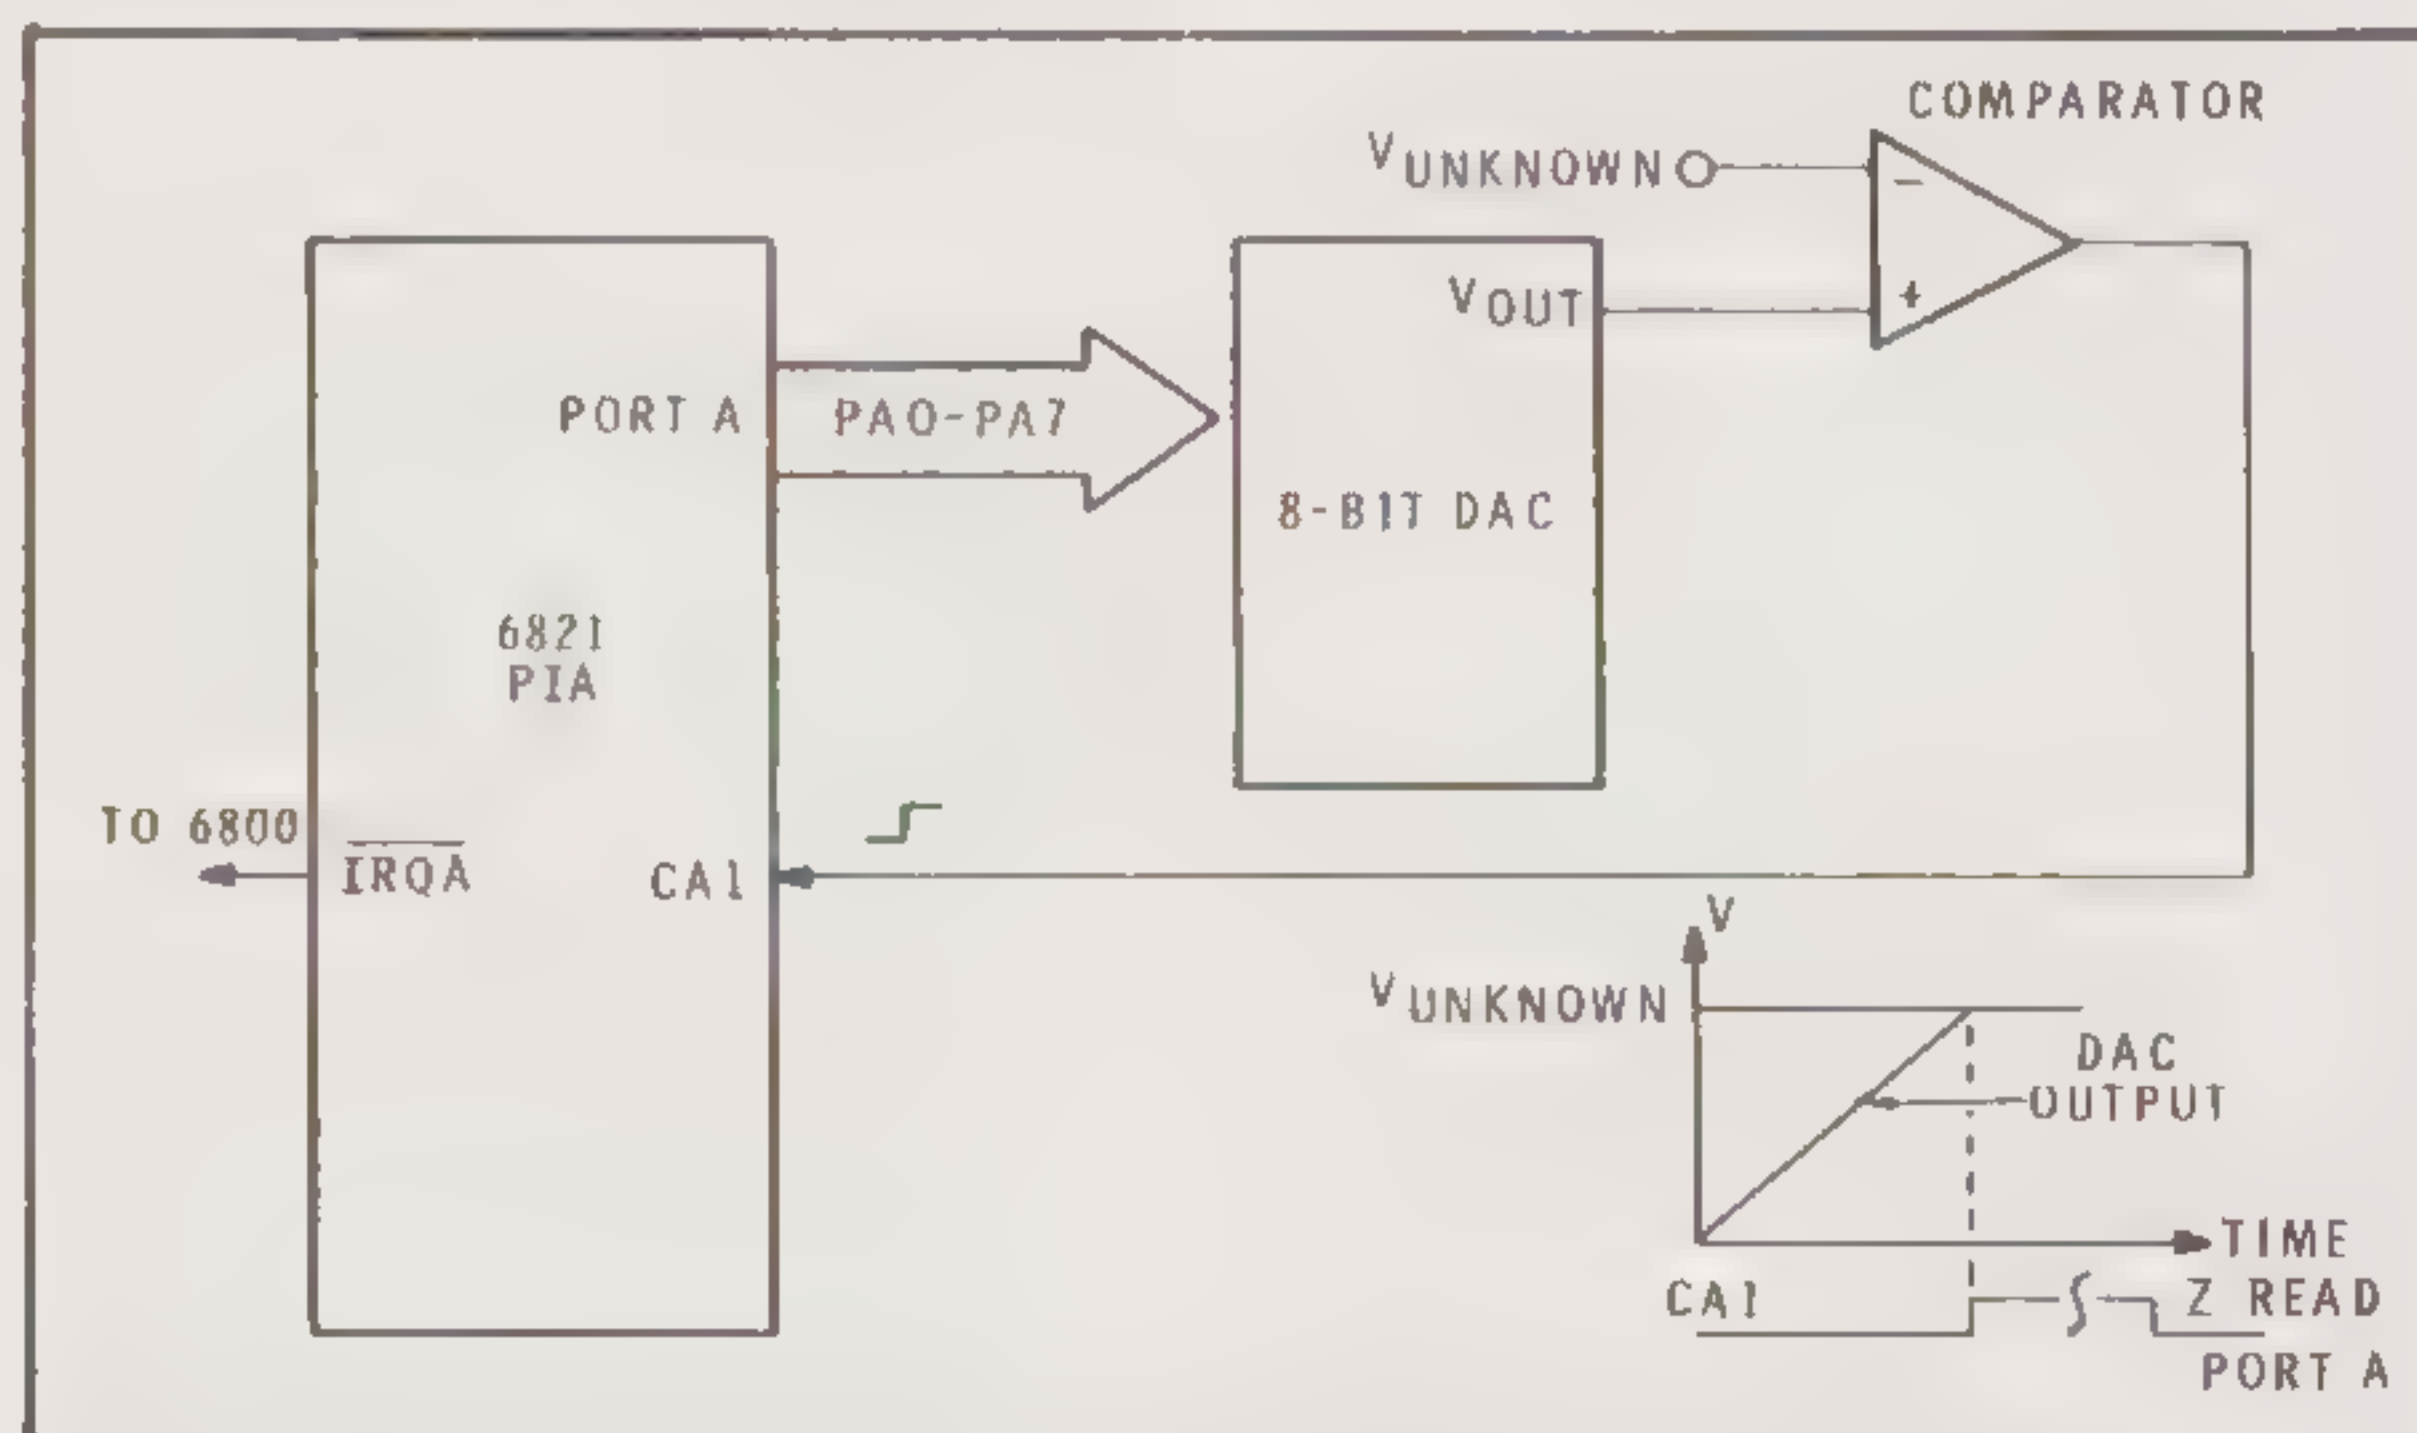 COMPARATOR
VUNKNOWN
-
VOUT
+
PORT A
PA0-PA7
8-BIT DAC
6821
PIA
TO 6800
IRQA
CA1
V
VUNKNOWN
DAC
OUTPUT
TIME
CA1
Z READ
PORT A